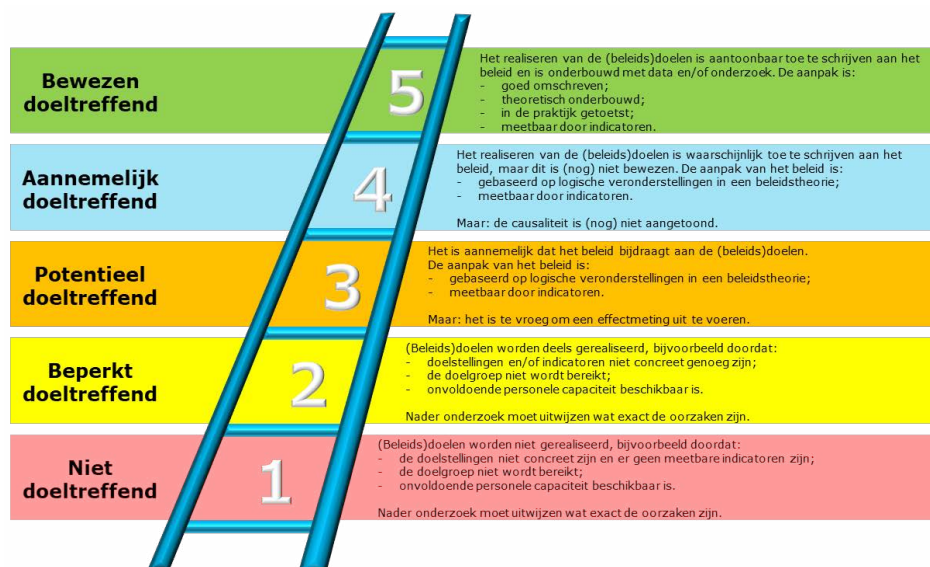 Bewezen
doeltreffend
5
Het realiseren van de (beleids)doelen is aantoonbaar toe te schrijven aan het
beleid en is onderbouwd met data en/of onderzoek. De aanpak is:
- goed omschreven;
- theoretisch onderbouwd;
- in de praktijk getoetst;
- meetbaar door indicatoren.
Aannemelijk
doeltreffend
4
Het realiseren van de (beleids)doelen is waarschijnlijk toe te schrijven aan het
beleid, maar dit is (nog) niet bewezen. De aanpak van het beleid is:
- gebaseerd op logische veronderstellingen in een beleidstheorie;
- meetbaar door indicatoren.
Maar: de causaliteit is (nog) niet aangetoond.
Potentieel
doeltreffend
3
Het is aannemelijk dat het beleid bijdraagt aan de (beleids)doelen.
De aanpak van het beleid is:
- gebaseerd op logische veronderstellingen in een beleidstheorie;
- meetbaar door indicatoren.
Maar: het is te vroeg om een effectmeting uit te voeren.
Beperkt
doeltreffend
2
(Beleids)doelen worden deels gerealiseerd, bijvoorbeeld doordat:
- doelstellingen en/of indicatoren niet concreet genoeg zijn;
- de doelgroep niet wordt bereikt;
- onvoldoende personele capaciteit beschikbaar is.
Nader onderzoek moet uitwijzen wat exact de oorzaken zijn.
Niet
doeltreffend
1
(Beleids)doelen worden niet gerealiseerd, bijvoorbeeld doordat:
- de doelstellingen niet concreet zijn en er geen meetbare indicatoren zijn;
- de doelgroep niet wordt bereikt;
- onvoldoende personele capaciteit beschikbaar is.
Nader onderzoek moet uitwijzen wat exact de oorzaken zijn.